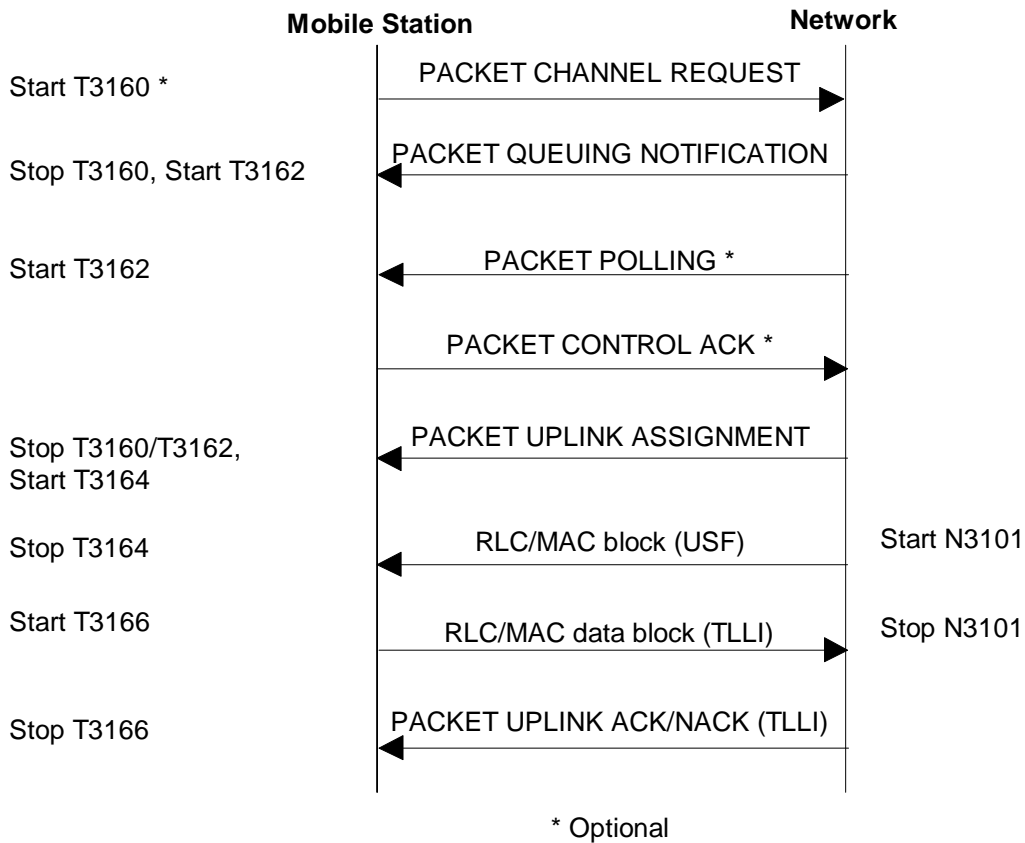 Mobile Station
Network
Start T3160 *
PACKET CHANNEL REQUEST
Stop T3160, Start T3162
PACKET QUEUING NOTIFICATION
Start T3162
PACKET POLLING *
PACKET CONTROL ACK *
Stop T3160/T3162,
Start T3164
PACKET UPLINK ASSIGNMENT
Stop T3164
RLC/MAC block (USF)
Start N3101
Start T3166
RLC/MAC data block (TLLI)
Stop N3101
Stop T3166
PACKET UPLINK ACK/NACK (TLLI)
* Optional